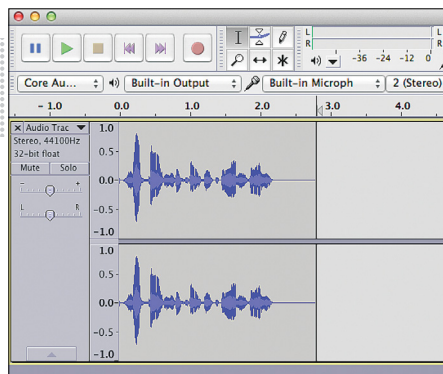 L
R
L
R
-36 -24 -12 0
Core Au... Built-in Output Built-in Microph 2 (Stereo)
- 1.0 0.0 1.0 2.0 3.0 4.0
Audio Trac
Stereo, 44100Hz
32-bit float
Mute Solo
- +
L R
1.0
0.5-
0.0-
-0.5-
-1.0
1.0
0.5-
0.0-
-0.5-
-1.0